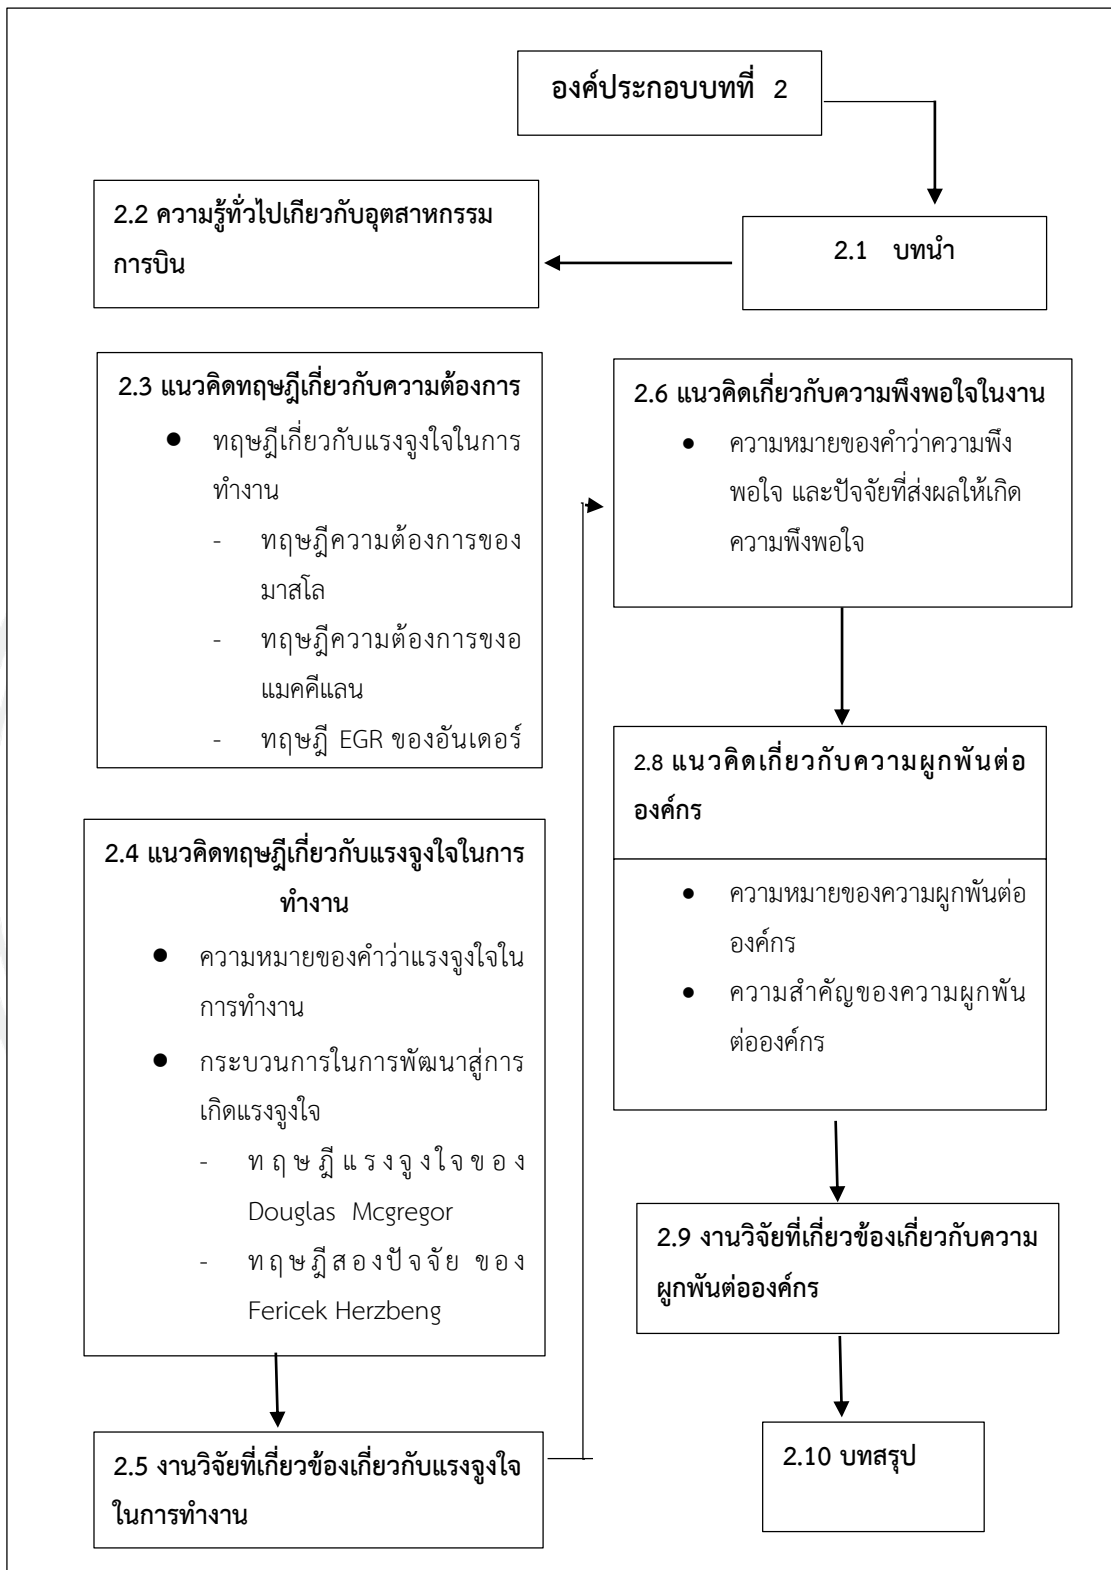 องค์ประกอบบทที่ 2
2.1 บทนำ
2.2 ความรู้ทั่วไปเกียวกับอุตสาหกรรม
การบิน
2.3 แนวคิดทฤษฎีเกี่ยวกับความต้องการ
● ทฤษฎีเกี่ยวกับแรงจูงใจในการ
ทำงาน
- ทฤษฎีความต้องการของ
มาสโล
- ทฤษฎีความต้องการขงอ
แมคคีแลน
- ทฤษฎี EGR ของอันเดอร์
2.4 แนวคิดทฤษฎีเกี่ยวกับแรงจูงใจในการ
ทำงาน
● ความหมายของคำว่าแรงจูงใจใน
การทำงาน
● กระบวนการในการพัฒนาสู่การ
เกิดแรงจูงใจ
- ทฤษฎีแรงจูงใจของ
Douglas Mcgregor
- ทฤษฎีสองปัจจัย ของ
Fericek Herzbeng
2.5 งานวิจัยที่เกี่ยวข้องเกี่ยวกับแรงจูงใจ
ในการทำงาน
2.6 แนวคิดเกี่ยวกับความพึงพอใจในงาน
● ความหมายของคำว่าความพึง
พอใจ และปัจจัยที่ส่งผลให้เกิด
ความพึงพอใจ
2.8 แนวคิดเกี่ยวกับความผูกพันต่อ
องค์กร
● ความหมายของความผูกพันต่อ
องค์กร
● ความสำคัญของความผูกพัน
ต่อองค์กร
2.9 งานวิจัยที่เกี่ยวข้องเกี่ยวกับความ
ผูกพันต่อองค์กร
2.10 บทสรุป